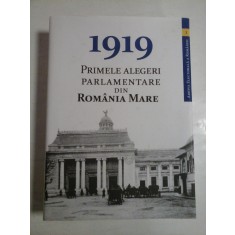 1919
PRIMELE ALEGERI
PARLAMENTARE
DIN
ROMÂNIA MARE